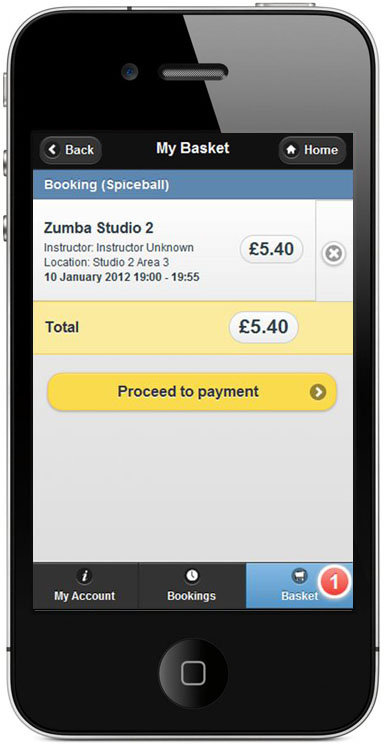 Back
My Basket
Home
Booking (Spiceball)
Zumba Studio 2
Instructor: Instructor Unknown
Location: Studio 2 Area 3
10 January 2012 19:00 - 19:55
£5.40
Total
£5.40
Proceed to payment
My Account
Bookings
Basket
1